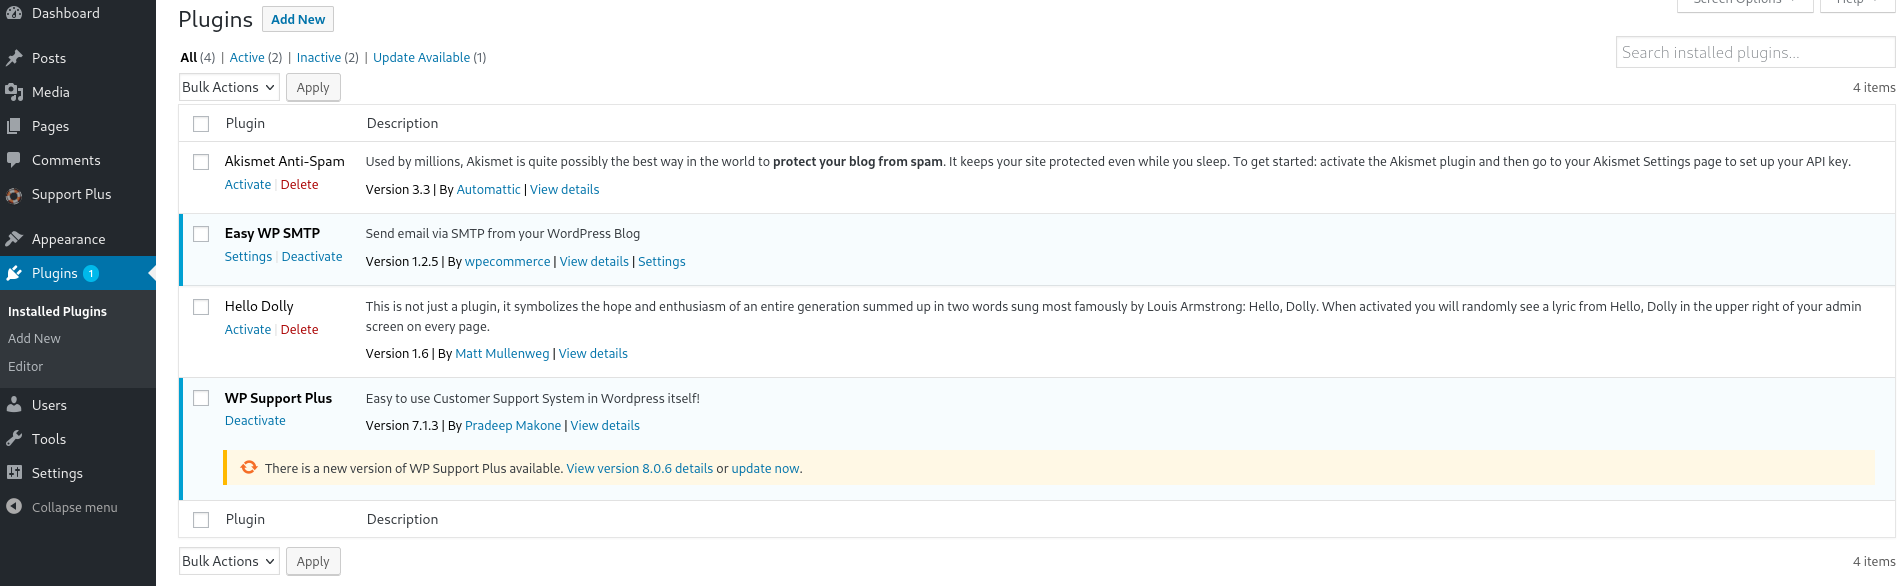 Dashboard
Posts
Media
Pages
Comments
Support Plus
Appearance
Plugins 1
Installed Plugins
Add New
Editor
Users
Tools
Settings
Collapse menu
Screen Options
Help
Plugins Add New
All (4) | Active (2) | Inactive (2) | Update Available (1)
Search installed plugins...
Bulk Actions Apply
4 items
Plugin Description
Akismet Anti-Spam
Activate | Delete
Used by millions, Akismet is quite possibly the best way in the world to protect your blog from spam. It keeps your site protected even while you sleep. To get started: activate the Akismet plugin and then go to your Akismet Settings page to set up your API key.
Version 3.3 | By Automattic | View details
Easy WP SMTP
Settings | Deactivate
Send email via SMTP from your WordPress Blog
Version 1.2.5 | By wpecommerce | View details | Settings
Hello Dolly
Activate | Delete
This is not just a plugin, it symbolizes the hope and enthusiasm of an entire generation summed up in two words sung most famously by Louis Armstrong: Hello, Dolly. When activated you will randomly see a lyric from Hello, Dolly in the upper right of your admin
screen on every page.
Version 1.6 | By Matt Mullenweg | View details
WP Support Plus
Deactivate
Easy to use Customer Support System in Wordpress itself!
Version 7.1.3 | By Pradeep Makone | View details
There is a new version of WP Support Plus available. View version 8.0.6 details or update now.
Plugin Description
Bulk Actions Apply
4 items